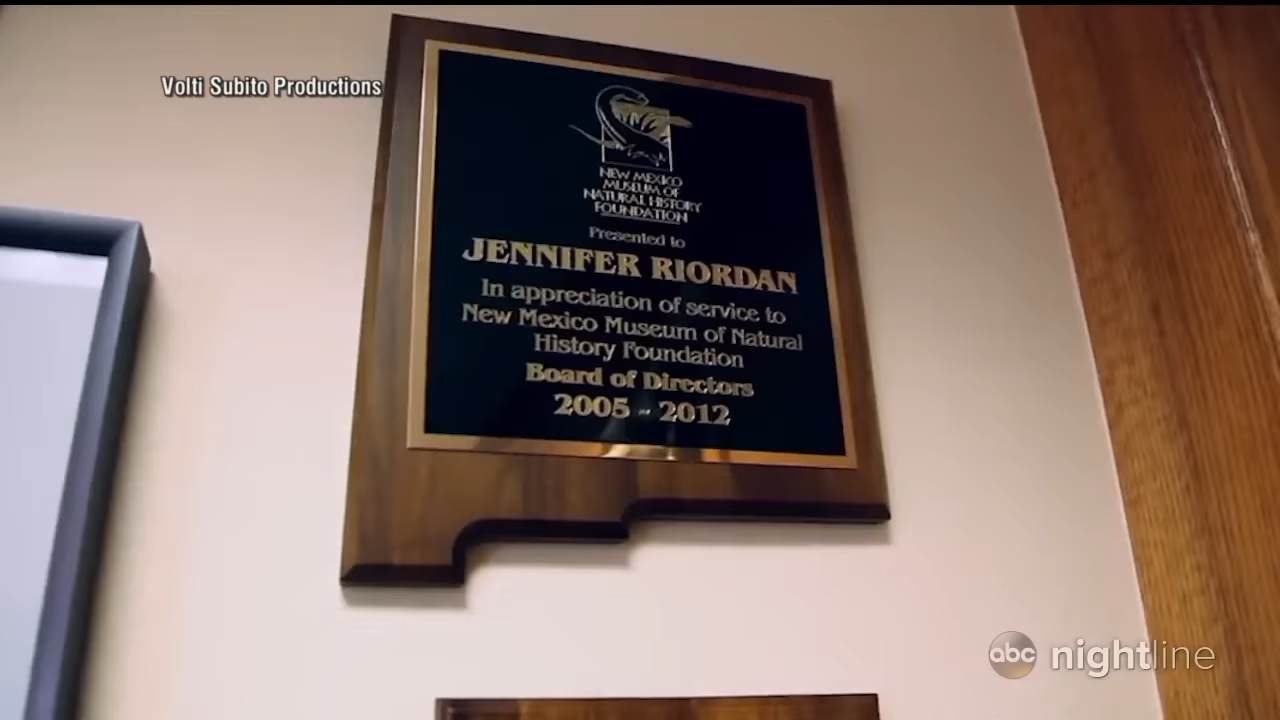 Volti Subito Productions
NEW MEXICO
MUSEUM OF
NATURAL HISTORY
FOUNDATION
Presented to
JENNIFER RIORDAN
In appreciation of service to
New Mexico Museum of Natural
History Foundation
Board of Directors
2005 - 2012
abc nightline